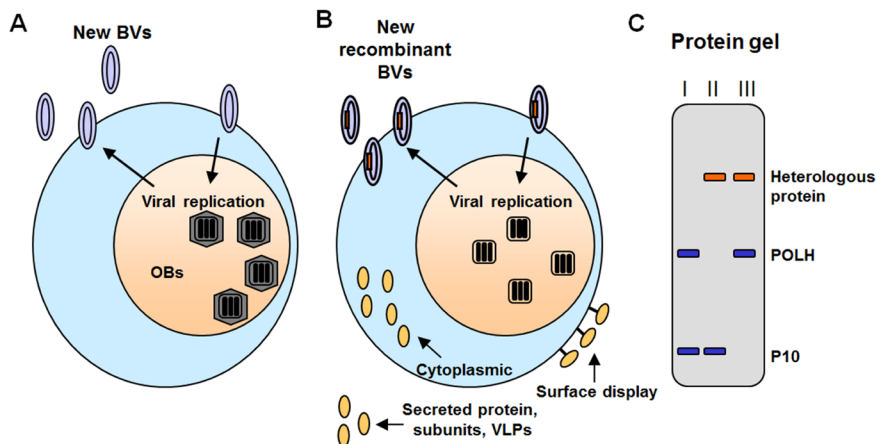 A
New BVs
Viral replication
OBs
B
New
recombinant
BVs
Viral replication
Cytoplasmic
Surface display
Secreted protein,
subunits, VLPs
C
Protein gel
I II III
Heterologous
protein
POLH
P10